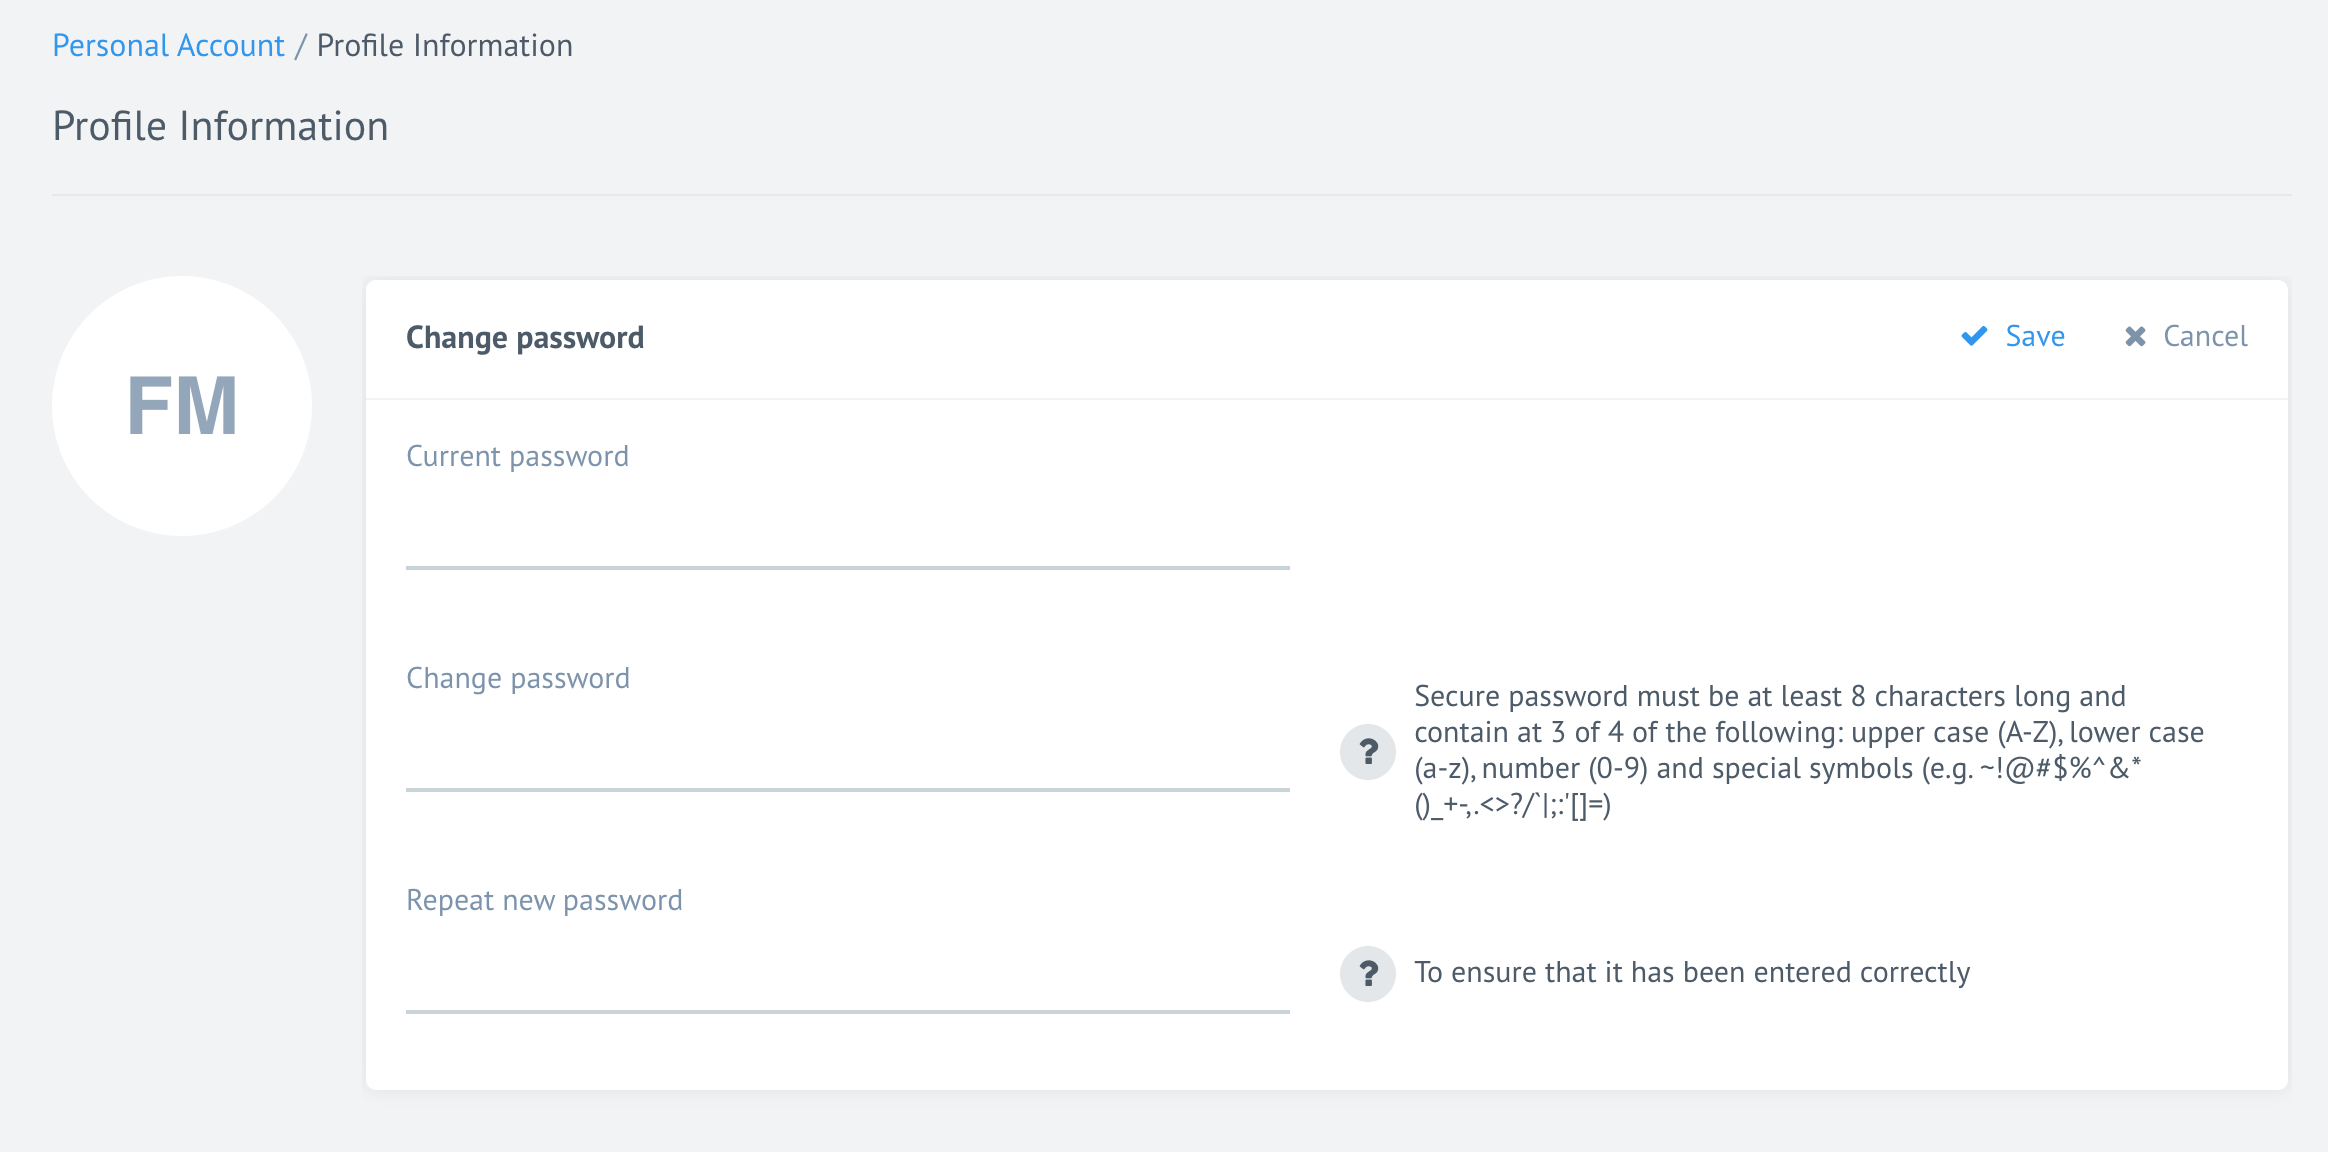 Personal Account / Profile Information
Profile Information
FM
Change password
Save
Cancel
Current password
Change password
Secure password must be at least 8 characters long and
contain at 3 of 4 of the following: upper case (A-Z), lower case
(a-z), number (0-9) and special symbols (e.g. ~!@#$%^&*
()_+-,.<>?/`|;:'[]=)
?
Repeat new password
? To ensure that it has been entered correctly